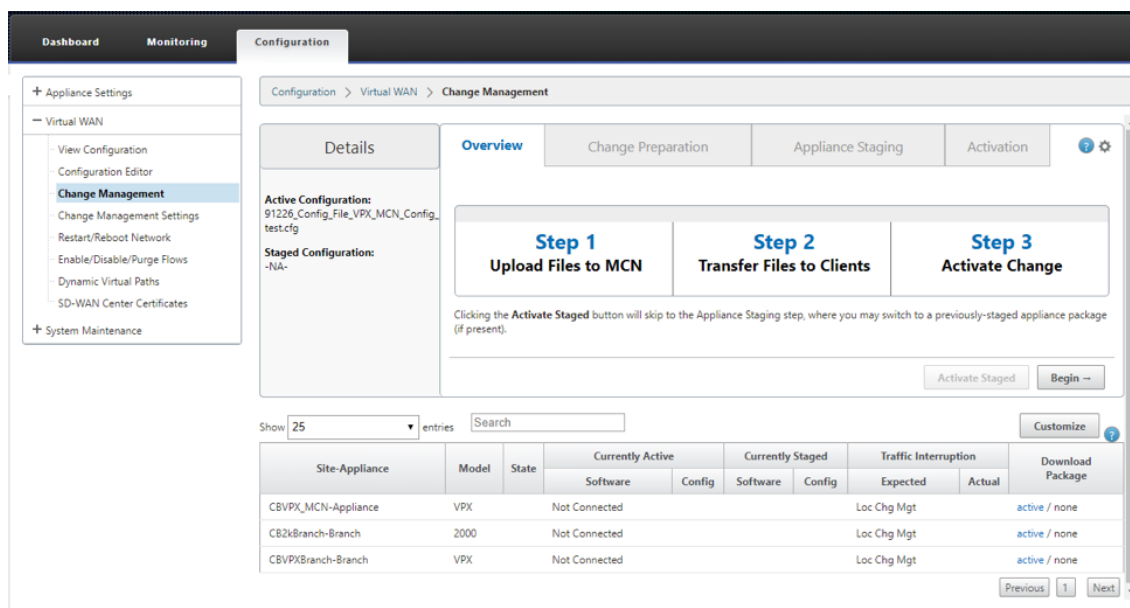 Dashboard Monitoring Configuration
+ Appliance Settings
− Virtual WAN
View Configuration
Configuration Editor
Change Management
Change Management Settings
Restart/Reboot Network
Enable/Disable/Purge Flows
Dynamic Virtual Paths
SD-WAN Center Certificates
+ System Maintenance
Configuration > Virtual WAN > Change Management
Details
Active Configuration:
91226_Config_File_VPX_MCN_Config_
test.cfg
Staged Configuration:
-NA-
Overview Change Preparation Appliance Staging Activation ?
Step 1
Upload Files to MCN
Step 2
Transfer Files to Clients
Step 3
Activate Change
Clicking the Activate Staged button will skip to the Appliance Staging step, where you may switch to a previously-staged appliance package
(if present).
Activate Staged Begin →
Show 25 entries Search Customize ?
Site-Appliance Model State Currently Active Currently Staged Traffic Interruption Download
Package
Software Config Software Config Expected Actual
CBVPX_MCN-Appliance VPX Not Connected Loc Chg Mgt active / none
CB2kBranch-Branch 2000 Not Connected Loc Chg Mgt active / none
CBVPXBranch-Branch VPX Not Connected Loc Chg Mgt active / none
Previous 1 Next